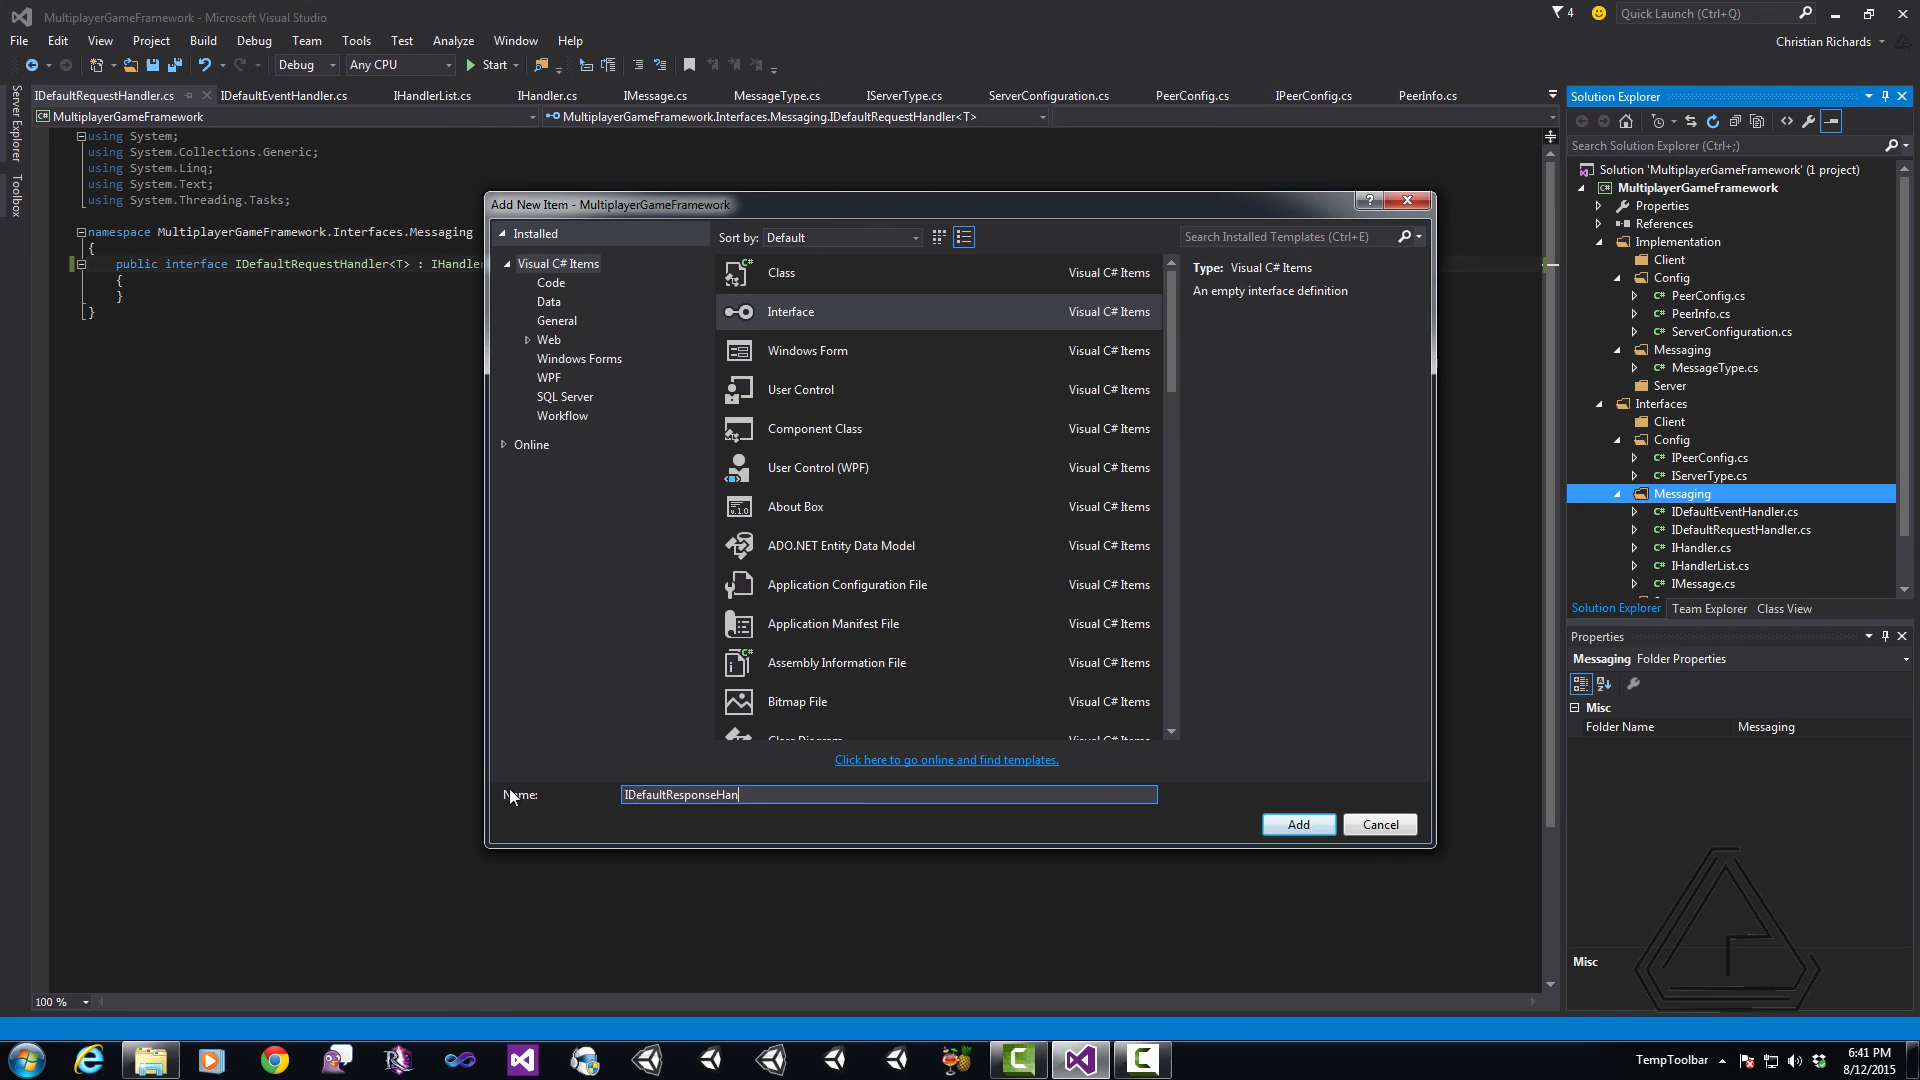 MultiplayerGameFramework - Microsoft Visual Studio
4
Quick Launch (Ctrl+Q)
File Edit View Project Build Debug Team Tools Test Analyze Window Help
Christian Richards
Debug Any CPU Start
Server Explorer
Toolbox
IDefaultRequestHandler.cs IDefaultEventHandler.cs IHandlerList.cs IHandler.cs IMessage.cs MessageType.cs IServerType.cs ServerConfiguration.cs PeerConfig.cs IPeerConfig.cs PeerInfo.cs
MultiplayerGameFramework MultiplayerGameFramework.Interfaces.Messaging.IDefaultRequestHandler<T>
using System;
using System.Collections.Generic;
using System.Linq;
using System.Text;
using System.Threading.Tasks;
namespace MultiplayerGameFramework.Interfaces.Messaging
{
public interface IDefaultRequestHandler<T> : IHandler
{
}
}
100 %
Add New Item - MultiplayerGameFramework
?
Installed
Sort by: Default
Search Installed Templates (Ctrl+E)
Visual C# Items
Code
Data
General
Web
Windows Forms
WPF
SQL Server
Workflow
Online
Class Visual C# Items
Interface Visual C# Items
Windows Form Visual C# Items
User Control Visual C# Items
Component Class Visual C# Items
User Control (WPF) Visual C# Items
About Box Visual C# Items
ADO.NET Entity Data Model Visual C# Items
Application Configuration File Visual C# Items
Application Manifest File Visual C# Items
Assembly Information File Visual C# Items
Bitmap File Visual C# Items
Class Diagram Visual C# Items
Type: Visual C# Items
An empty interface definition
Click here to go online and find templates.
Name: IDefaultResponseHan
Add Cancel
Solution Explorer
Search Solution Explorer (Ctrl+;)
Solution 'MultiplayerGameFramework' (1 project)
MultiplayerGameFramework
Properties
References
Implementation
Client
Config
PeerConfig.cs
PeerInfo.cs
ServerConfiguration.cs
Messaging
MessageType.cs
Server
Interfaces
Client
Config
IPeerConfig.cs
IServerType.cs
Messaging
IDefaultEventHandler.cs
IDefaultRequestHandler.cs
IHandler.cs
IHandlerList.cs
IMessage.cs
Solution Explorer Team Explorer Class View
Properties
Messaging Folder Properties
Misc
Folder Name Messaging
Misc
TempToolbar
6:41 PM
8/12/2015